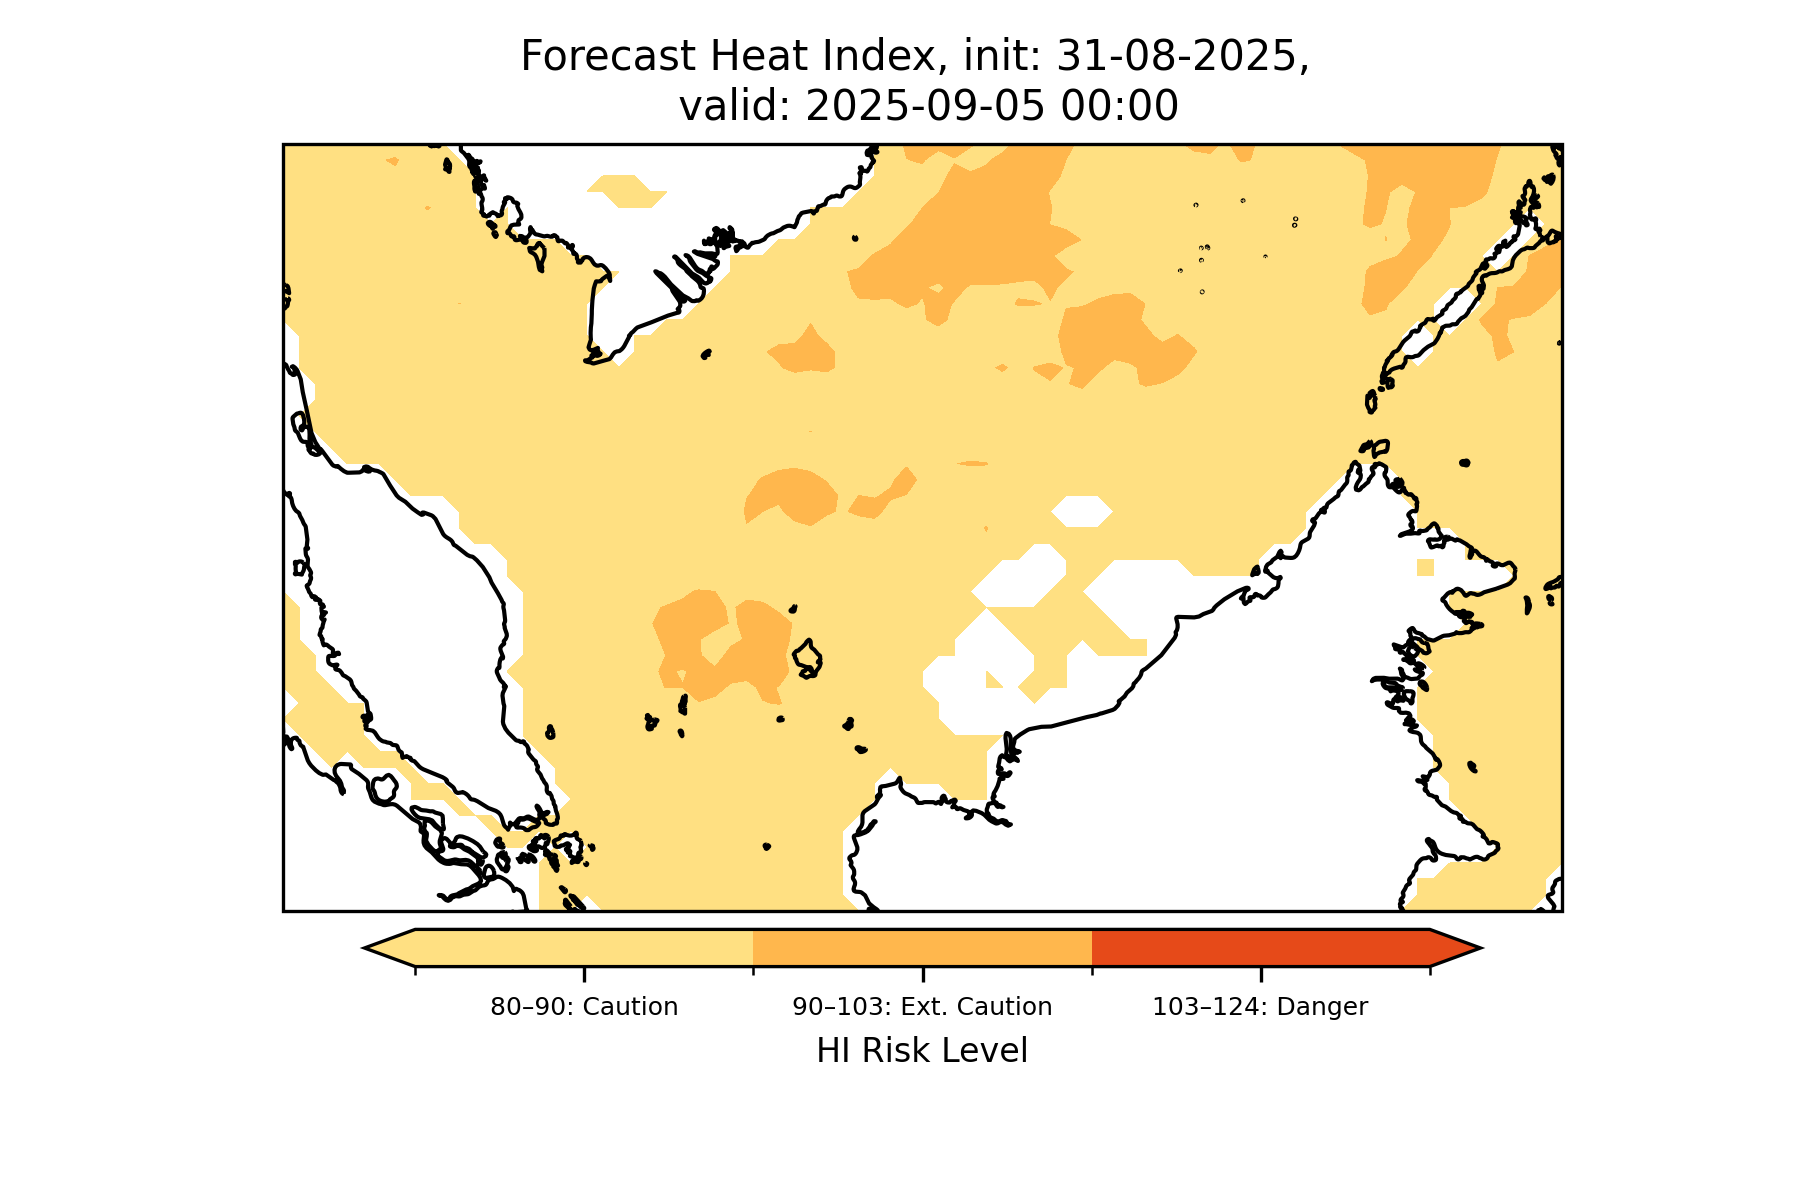 Forecast Heat Index, init: 31-08-2025,
valid: 2025-09-05 00:00
80–90: Caution
90–103: Ext. Caution
103–124: Danger
HI Risk Level